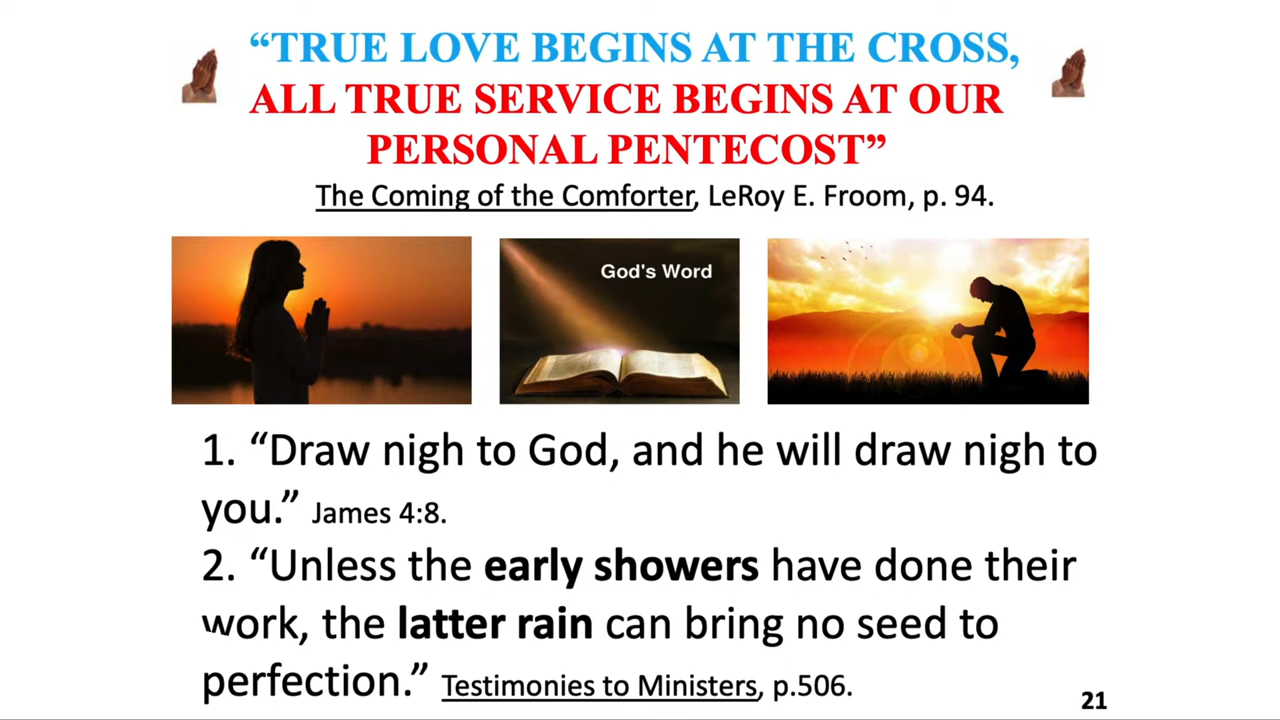 “TRUE LOVE BEGINS AT THE CROSS,
ALL TRUE SERVICE BEGINS AT OUR
PERSONAL PENTECOST”
The Coming of the Comforter, LeRoy E. Froom, p. 94.
God's Word
1. “Draw nigh to God, and he will draw nigh to
you.” James 4:8.
2. “Unless the early showers have done their
work, the latter rain can bring no seed to
perfection.” Testimonies to Ministers, p.506.
21